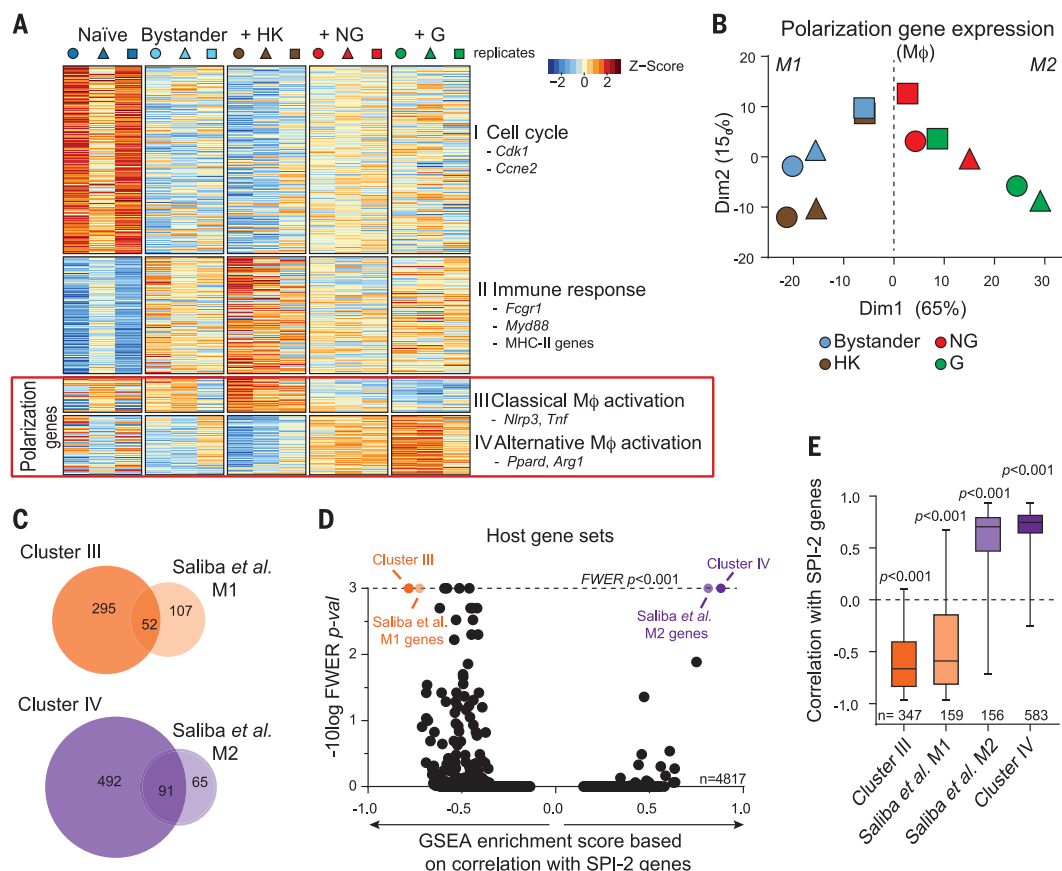 A
Naïve Bystander + HK + NG + G
replicates
-2 0 2 Z-Score
I Cell cycle
- Cdk1
- Ccne2
II Immune response
- Fcgr1
- Myd88
- MHC-II genes
Polarization
genes
III Classical Mϕ activation
- Nlrp3, Tnf
IV Alternative Mϕ activation
- Ppard, Arg1
B
Polarization gene expression
(Mϕ)
M1 M2
20
10
0
-10
-20
Dim2 (15%)
-20 -10 0 10 20 30
Dim1 (65%)
Bystander NG
HK G
C
Cluster III
Saliba et al.
M1
295 52 107
Cluster IV
Saliba et al.
M2
492 91 65
D
Host gene sets
Cluster III
FWER p<0.001
Cluster IV
Saliba et al.
M1 genes
Saliba et al.
M2 genes
3
2
1
0
-10log FWER p-val
n=4817
-1.0 -0.5 0.0 0.5 1.0
GSEA enrichment score based
on correlation with SPI-2 genes
E
p<0.001
p<0.001
p<0.001
p<0.001
1.0
0.5
0.0
-0.5
-1.0
Correlation with SPI-2 genes
n= 347 159 156 583
Cluster III
Saliba et al. M1
Saliba et al. M2
Cluster IV